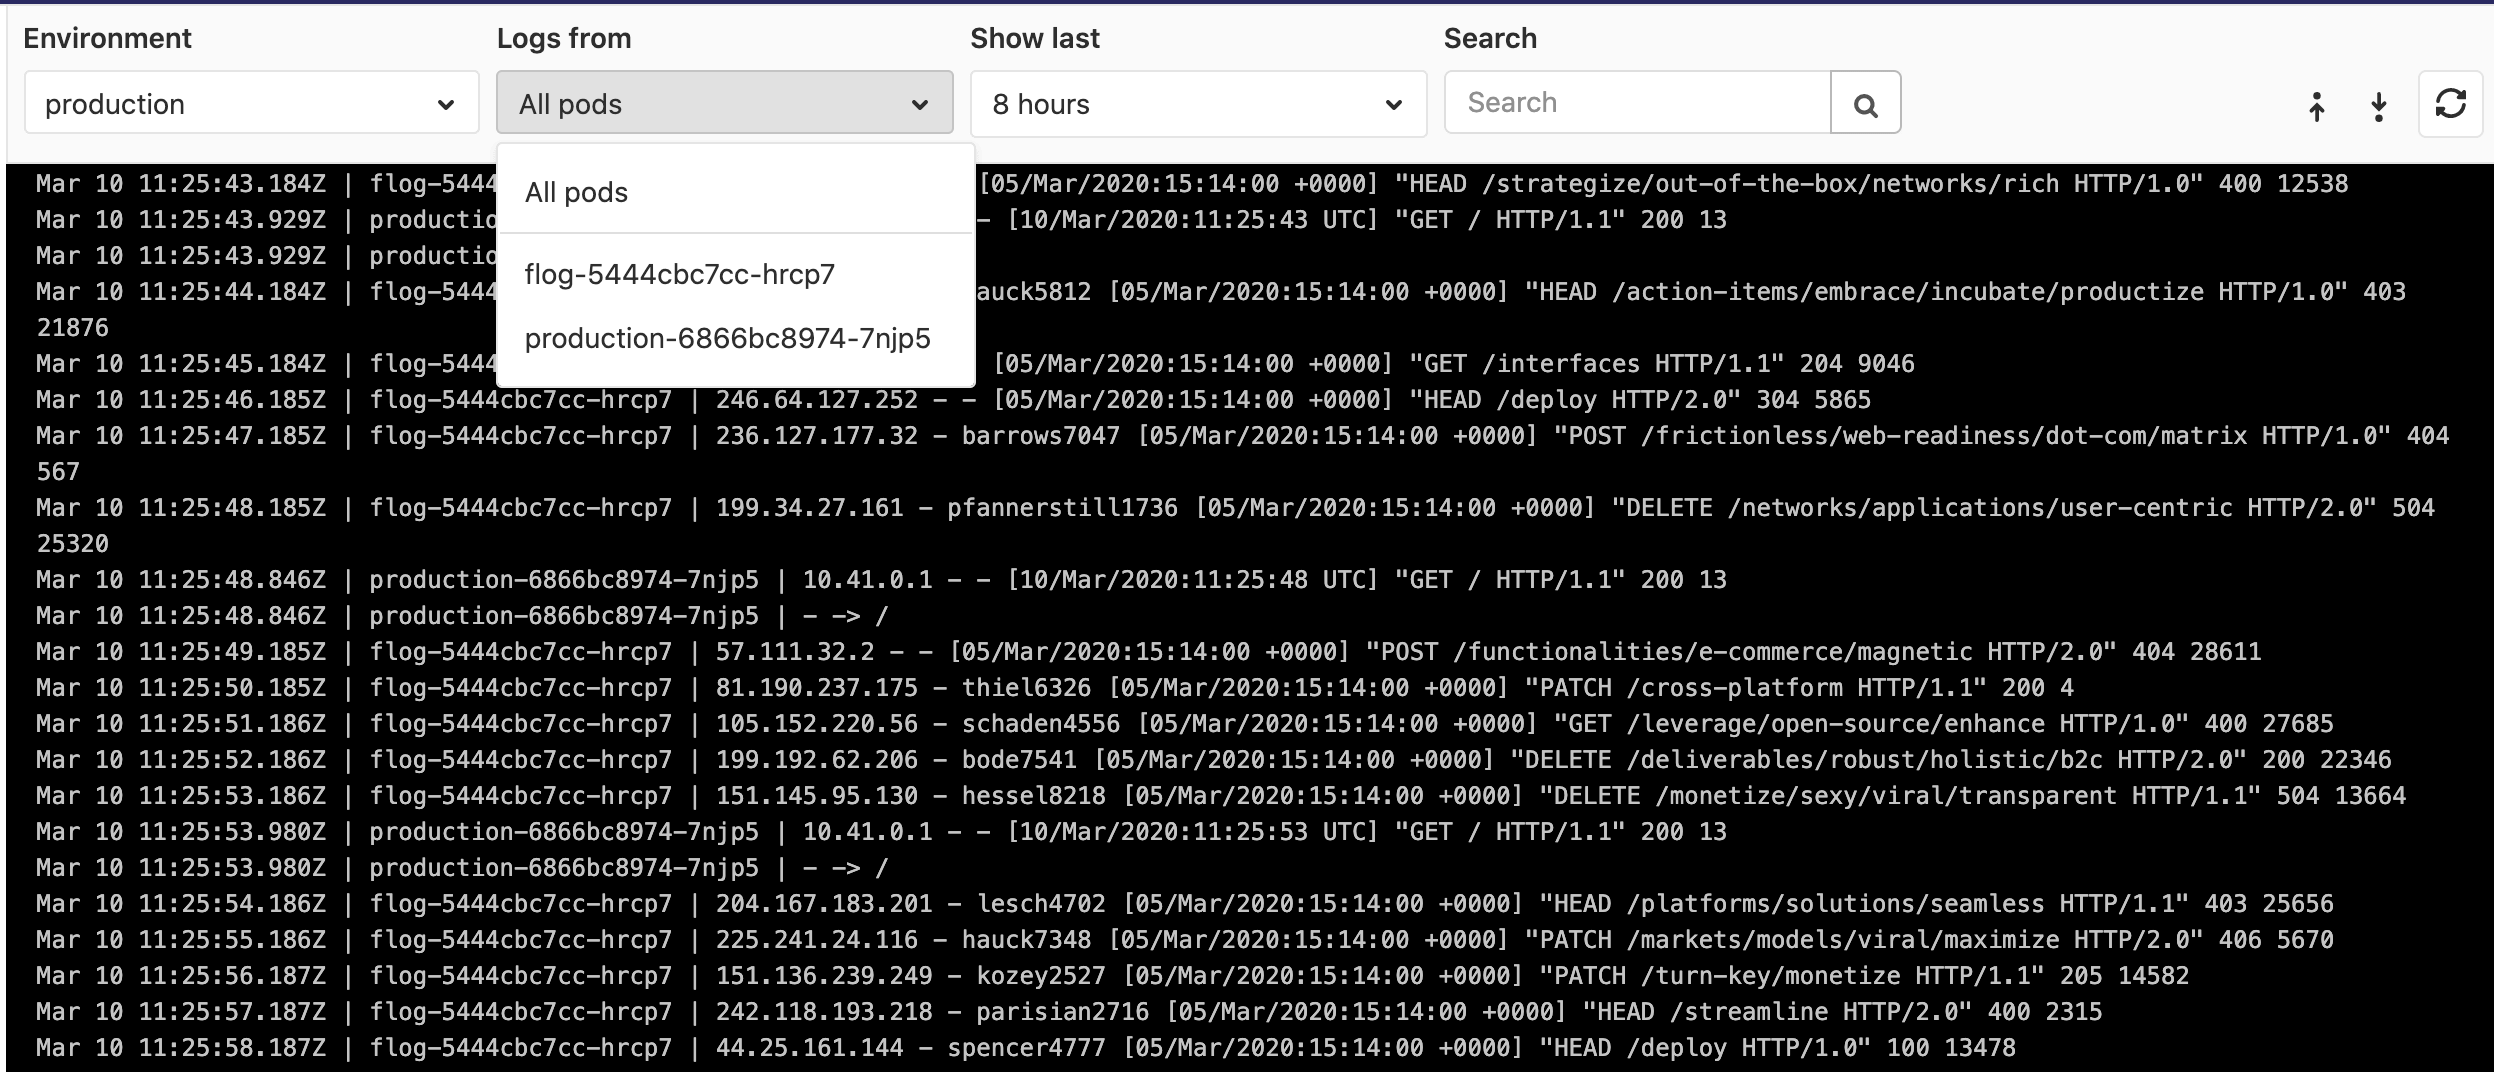 Environment
Logs from
Show last
Search
production
All pods
8 hours
Search
All pods
flog-5444cbc7cc-hrcp7
production-6866bc8974-7njp5
Mar 10 11:25:43.184Z | flog-5444 [05/Mar/2020:15:14:00 +0000] "HEAD /strategize/out-of-the-box/networks/rich HTTP/1.0" 400 12538
Mar 10 11:25:43.929Z | productio - [10/Mar/2020:11:25:43 UTC] "GET / HTTP/1.1" 200 13
Mar 10 11:25:43.929Z | productio
Mar 10 11:25:44.184Z | flog-5444 auck5812 [05/Mar/2020:15:14:00 +0000] "HEAD /action-items/embrace/incubate/productize HTTP/1.0" 403
21876
Mar 10 11:25:45.184Z | flog-5444 [05/Mar/2020:15:14:00 +0000] "GET /interfaces HTTP/1.1" 204 9046
Mar 10 11:25:46.185Z | flog-5444cbc7cc-hrcp7 | 246.64.127.252 - - [05/Mar/2020:15:14:00 +0000] "HEAD /deploy HTTP/2.0" 304 5865
Mar 10 11:25:47.185Z | flog-5444cbc7cc-hrcp7 | 236.127.177.32 - barrows7047 [05/Mar/2020:15:14:00 +0000] "POST /frictionless/web-readiness/dot-com/matrix HTTP/1.0" 404
567
Mar 10 11:25:48.185Z | flog-5444cbc7cc-hrcp7 | 199.34.27.161 - pfannerstill1736 [05/Mar/2020:15:14:00 +0000] "DELETE /networks/applications/user-centric HTTP/2.0" 504
25320
Mar 10 11:25:48.846Z | production-6866bc8974-7njp5 | 10.41.0.1 - - [10/Mar/2020:11:25:48 UTC] "GET / HTTP/1.1" 200 13
Mar 10 11:25:48.846Z | production-6866bc8974-7njp5 | - -> /
Mar 10 11:25:49.185Z | flog-5444cbc7cc-hrcp7 | 57.111.32.2 - - [05/Mar/2020:15:14:00 +0000] "POST /functionalities/e-commerce/magnetic HTTP/2.0" 404 28611
Mar 10 11:25:50.185Z | flog-5444cbc7cc-hrcp7 | 81.190.237.175 - thiel6326 [05/Mar/2020:15:14:00 +0000] "PATCH /cross-platform HTTP/1.1" 200 4
Mar 10 11:25:51.186Z | flog-5444cbc7cc-hrcp7 | 105.152.220.56 - schaden4556 [05/Mar/2020:15:14:00 +0000] "GET /leverage/open-source/enhance HTTP/1.0" 400 27685
Mar 10 11:25:52.186Z | flog-5444cbc7cc-hrcp7 | 199.192.62.206 - bode7541 [05/Mar/2020:15:14:00 +0000] "DELETE /deliverables/robust/holistic/b2c HTTP/2.0" 200 22346
Mar 10 11:25:53.186Z | flog-5444cbc7cc-hrcp7 | 151.145.95.130 - hessel8218 [05/Mar/2020:15:14:00 +0000] "DELETE /monetize/sexy/viral/transparent HTTP/1.1" 504 13664
Mar 10 11:25:53.980Z | production-6866bc8974-7njp5 | 10.41.0.1 - - [10/Mar/2020:11:25:53 UTC] "GET / HTTP/1.1" 200 13
Mar 10 11:25:53.980Z | production-6866bc8974-7njp5 | - -> /
Mar 10 11:25:54.186Z | flog-5444cbc7cc-hrcp7 | 204.167.183.201 - lesch4702 [05/Mar/2020:15:14:00 +0000] "HEAD /platforms/solutions/seamless HTTP/1.1" 403 25656
Mar 10 11:25:55.186Z | flog-5444cbc7cc-hrcp7 | 225.241.24.116 - hauck7348 [05/Mar/2020:15:14:00 +0000] "PATCH /markets/models/viral/maximize HTTP/2.0" 406 5670
Mar 10 11:25:56.187Z | flog-5444cbc7cc-hrcp7 | 151.136.239.249 - kozey2527 [05/Mar/2020:15:14:00 +0000] "PATCH /turn-key/monetize HTTP/1.1" 205 14582
Mar 10 11:25:57.187Z | flog-5444cbc7cc-hrcp7 | 242.118.193.218 - parisian2716 [05/Mar/2020:15:14:00 +0000] "HEAD /streamline HTTP/2.0" 400 2315
Mar 10 11:25:58.187Z | flog-5444cbc7cc-hrcp7 | 44.25.161.144 - spencer4777 [05/Mar/2020:15:14:00 +0000] "HEAD /deploy HTTP/1.0" 100 13478